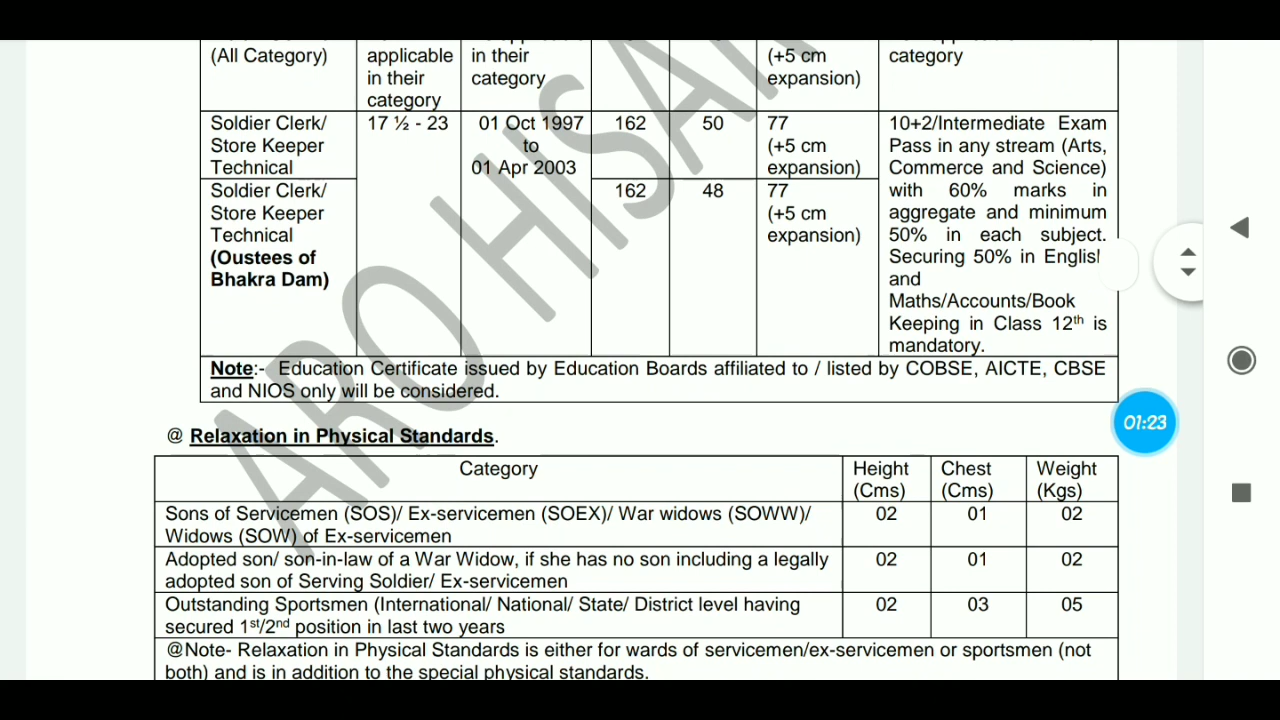 (All Category)
applicable
in their
category
in their
category
(+5 cm
expansion)
category
Soldier Clerk/
Store Keeper
Technical
17 ½ - 23
01 Oct 1997
to
01 Apr 2003
162
50
77
(+5 cm
expansion)
10+2/Intermediate Exam
Pass in any stream (Arts,
Commerce and Science)
with 60% marks in
aggregate and minimum
50% in each subject.
Securing 50% in English
and
Maths/Accounts/Book
Keeping in Class 12th is
mandatory.
Soldier Clerk/
Store Keeper
Technical
(Oustees of
Bhakra Dam)
162
48
77
(+5 cm
expansion)
Note:- Education Certificate issued by Education Boards affiliated to / listed by COBSE, AICTE, CBSE
and NIOS only will be considered.
@ Relaxation in Physical Standards.
Category
Height
(Cms)
Chest
(Cms)
Weight
(Kgs)
Sons of Servicemen (SOS)/ Ex-servicemen (SOEX)/ War widows (SOWW)/
Widows (SOW) of Ex-servicemen
02
01
02
Adopted son/ son-in-law of a War Widow, if she has no son including a legally
adopted son of Serving Soldier/ Ex-servicemen
02
01
02
Outstanding Sportsmen (International/ National/ State/ District level having
secured 1st/2nd position in last two years
02
03
05
@Note- Relaxation in Physical Standards is either for wards of servicemen/ex-servicemen or sportsmen (not
both) and is in addition to the special physical standards.
ARO HISAR
01:23